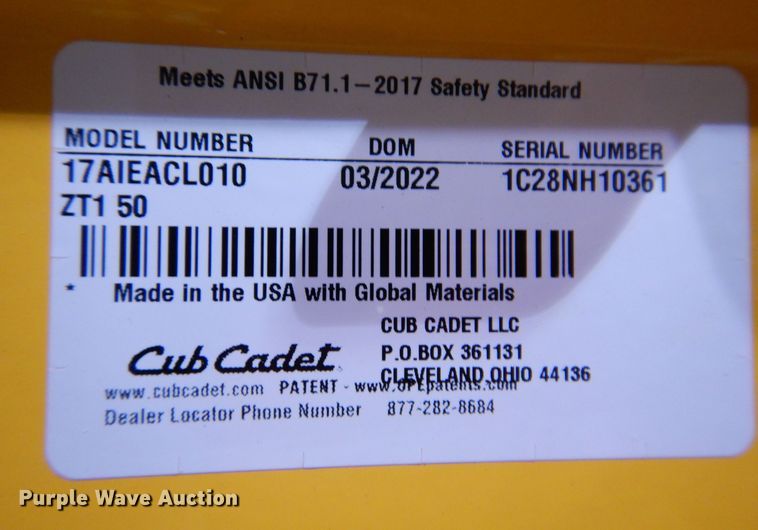 Meets ANSI B71.1-2017 Safety Standard
MODEL NUMBER DOM SERIAL NUMBER
17AIEACL010 03/2022 1C28NH10361
ZT1 50
* Made in the USA with Global Materials
CUB CADET LLC
Cub Cadet P.O.BOX 361131
CLEVELAND OHIO 44136
www.cubcadet.com PATENT - www.OPEpatents.com
Dealer Locator Phone Number 877-282-8684
Purple Wave Auction